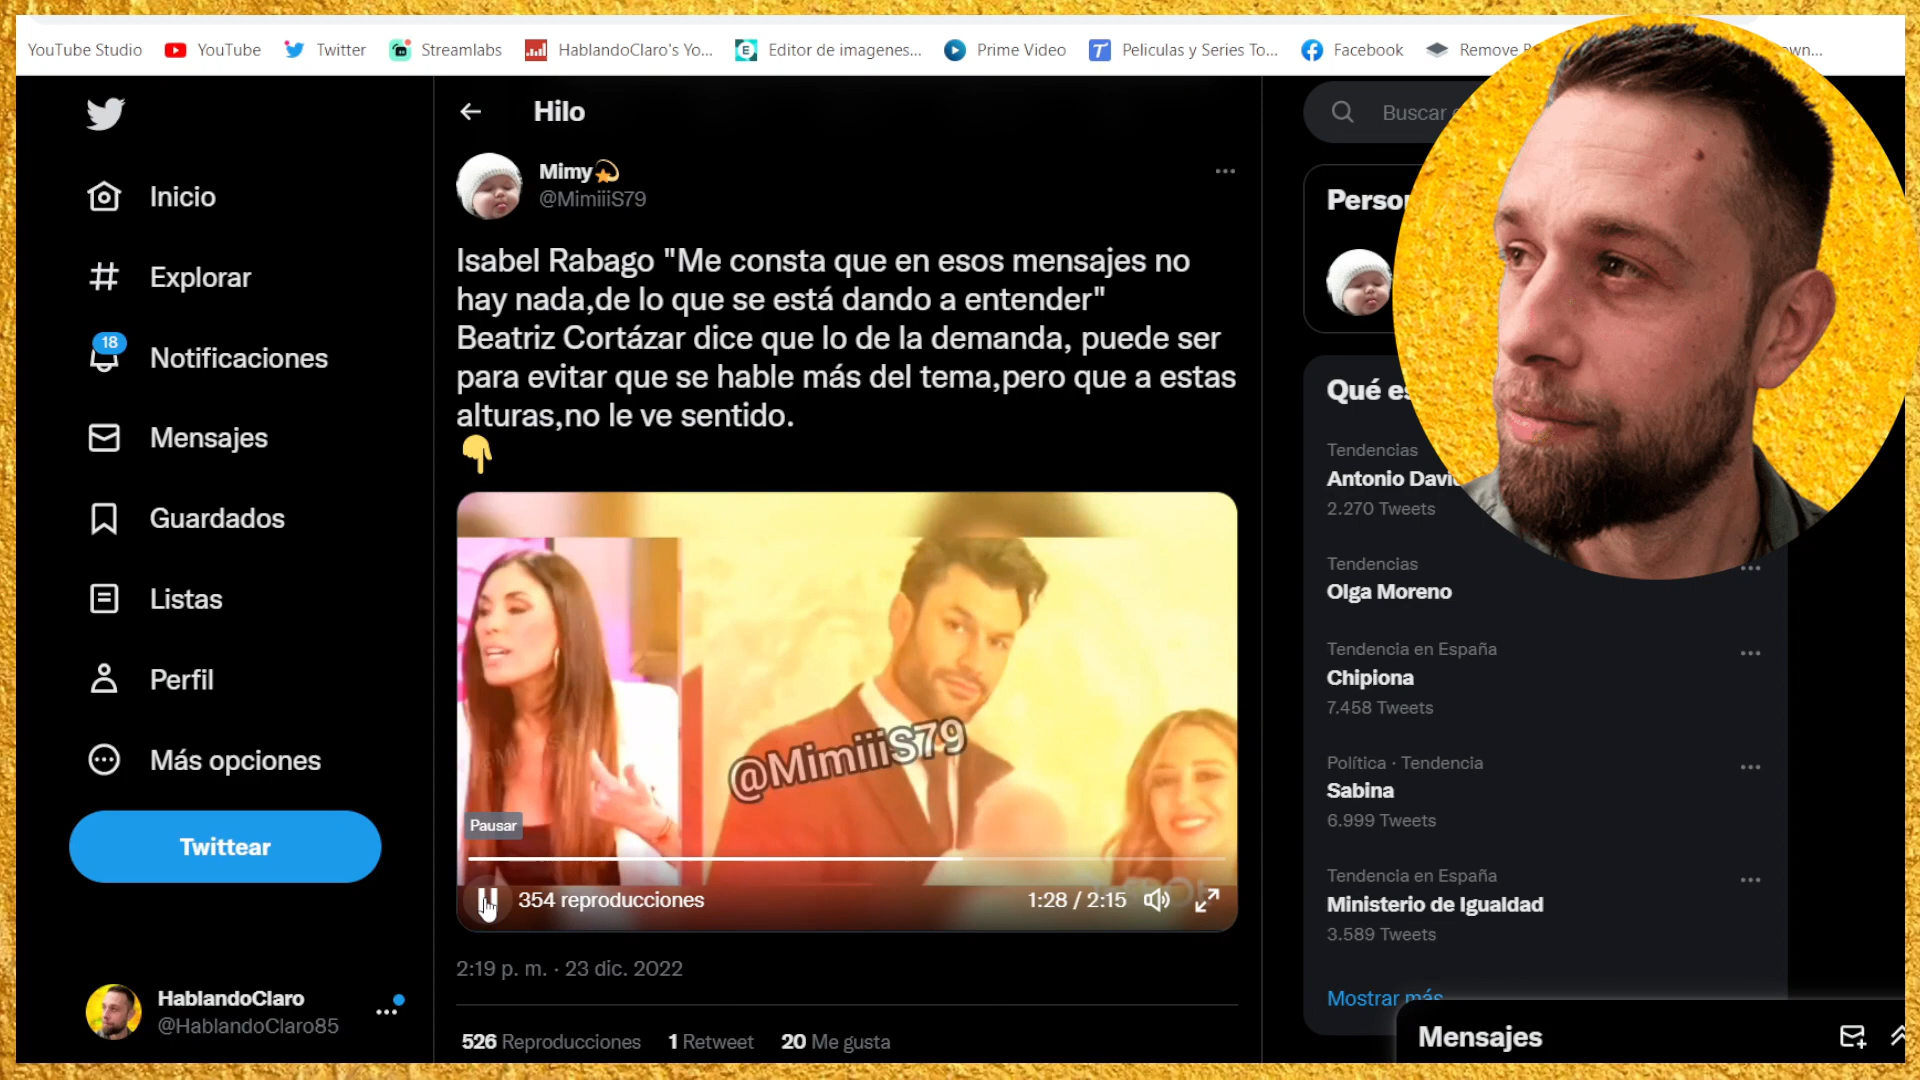 YouTube Studio
YouTube
Twitter
Streamlabs
HablandoClaro's Yo...
Editor de imagenes...
Prime Video
Peliculas y Series To...
Facebook
Remove
own...
Hilo
Buscar
Mimy
@MimiiiS79
Inicio
Explorar
18
Notificaciones
Mensajes
Guardados
Listas
Perfil
Más opciones
Twittear
HablandoClaro
@HablandoClaro85
Isabel Rabago "Me consta que en esos mensajes no
hay nada,de lo que se está dando a entender"
Beatriz Cortázar dice que lo de la demanda, puede ser
para evitar que se hable más del tema,pero que a estas
alturas,no le ve sentido.
@MimiiiS79
Pausar
354 reproducciones
1:28 / 2:15
2:19 p. m. · 23 dic. 2022
526 Reproducciones
1 Retweet
20 Me gusta
Qué es
Tendencias
Antonio Davi
2.270 Tweets
Tendencias
Olga Moreno
Tendencia en España
Chipiona
7.458 Tweets
Política · Tendencia
Sabina
6.999 Tweets
Tendencia en España
Ministerio de Igualdad
3.589 Tweets
Mostrar más
Mensajes